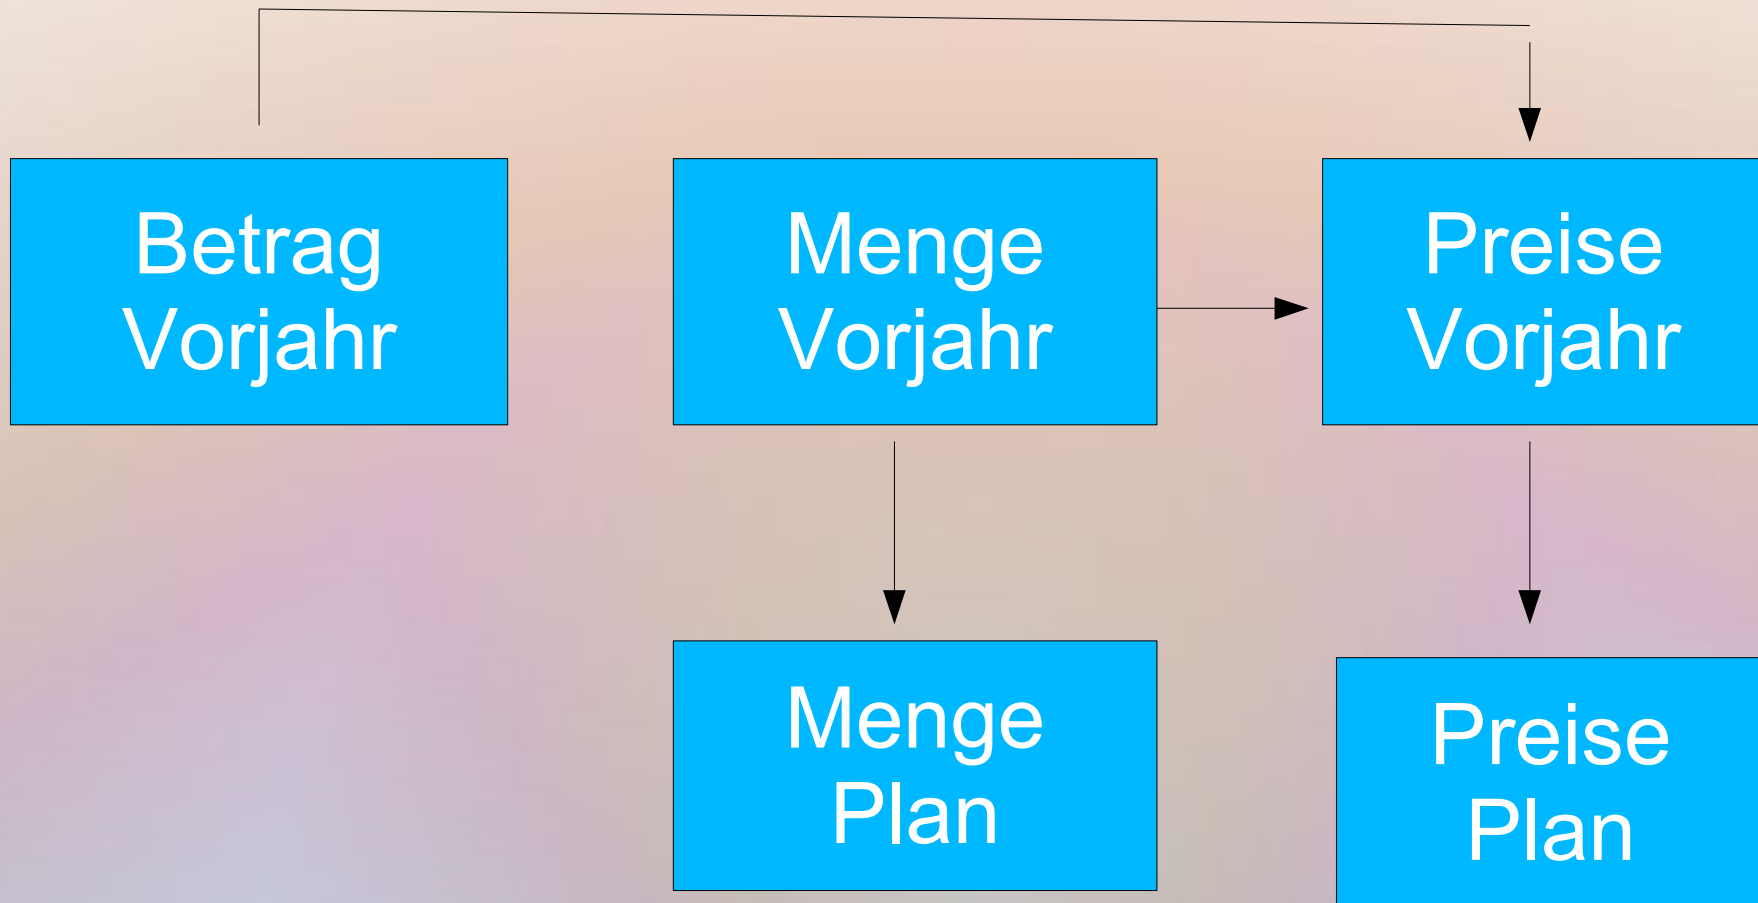 Betrag
Vorjahr
Menge
Vorjahr
Preise
Vorjahr
Menge
Plan
Preise
Plan